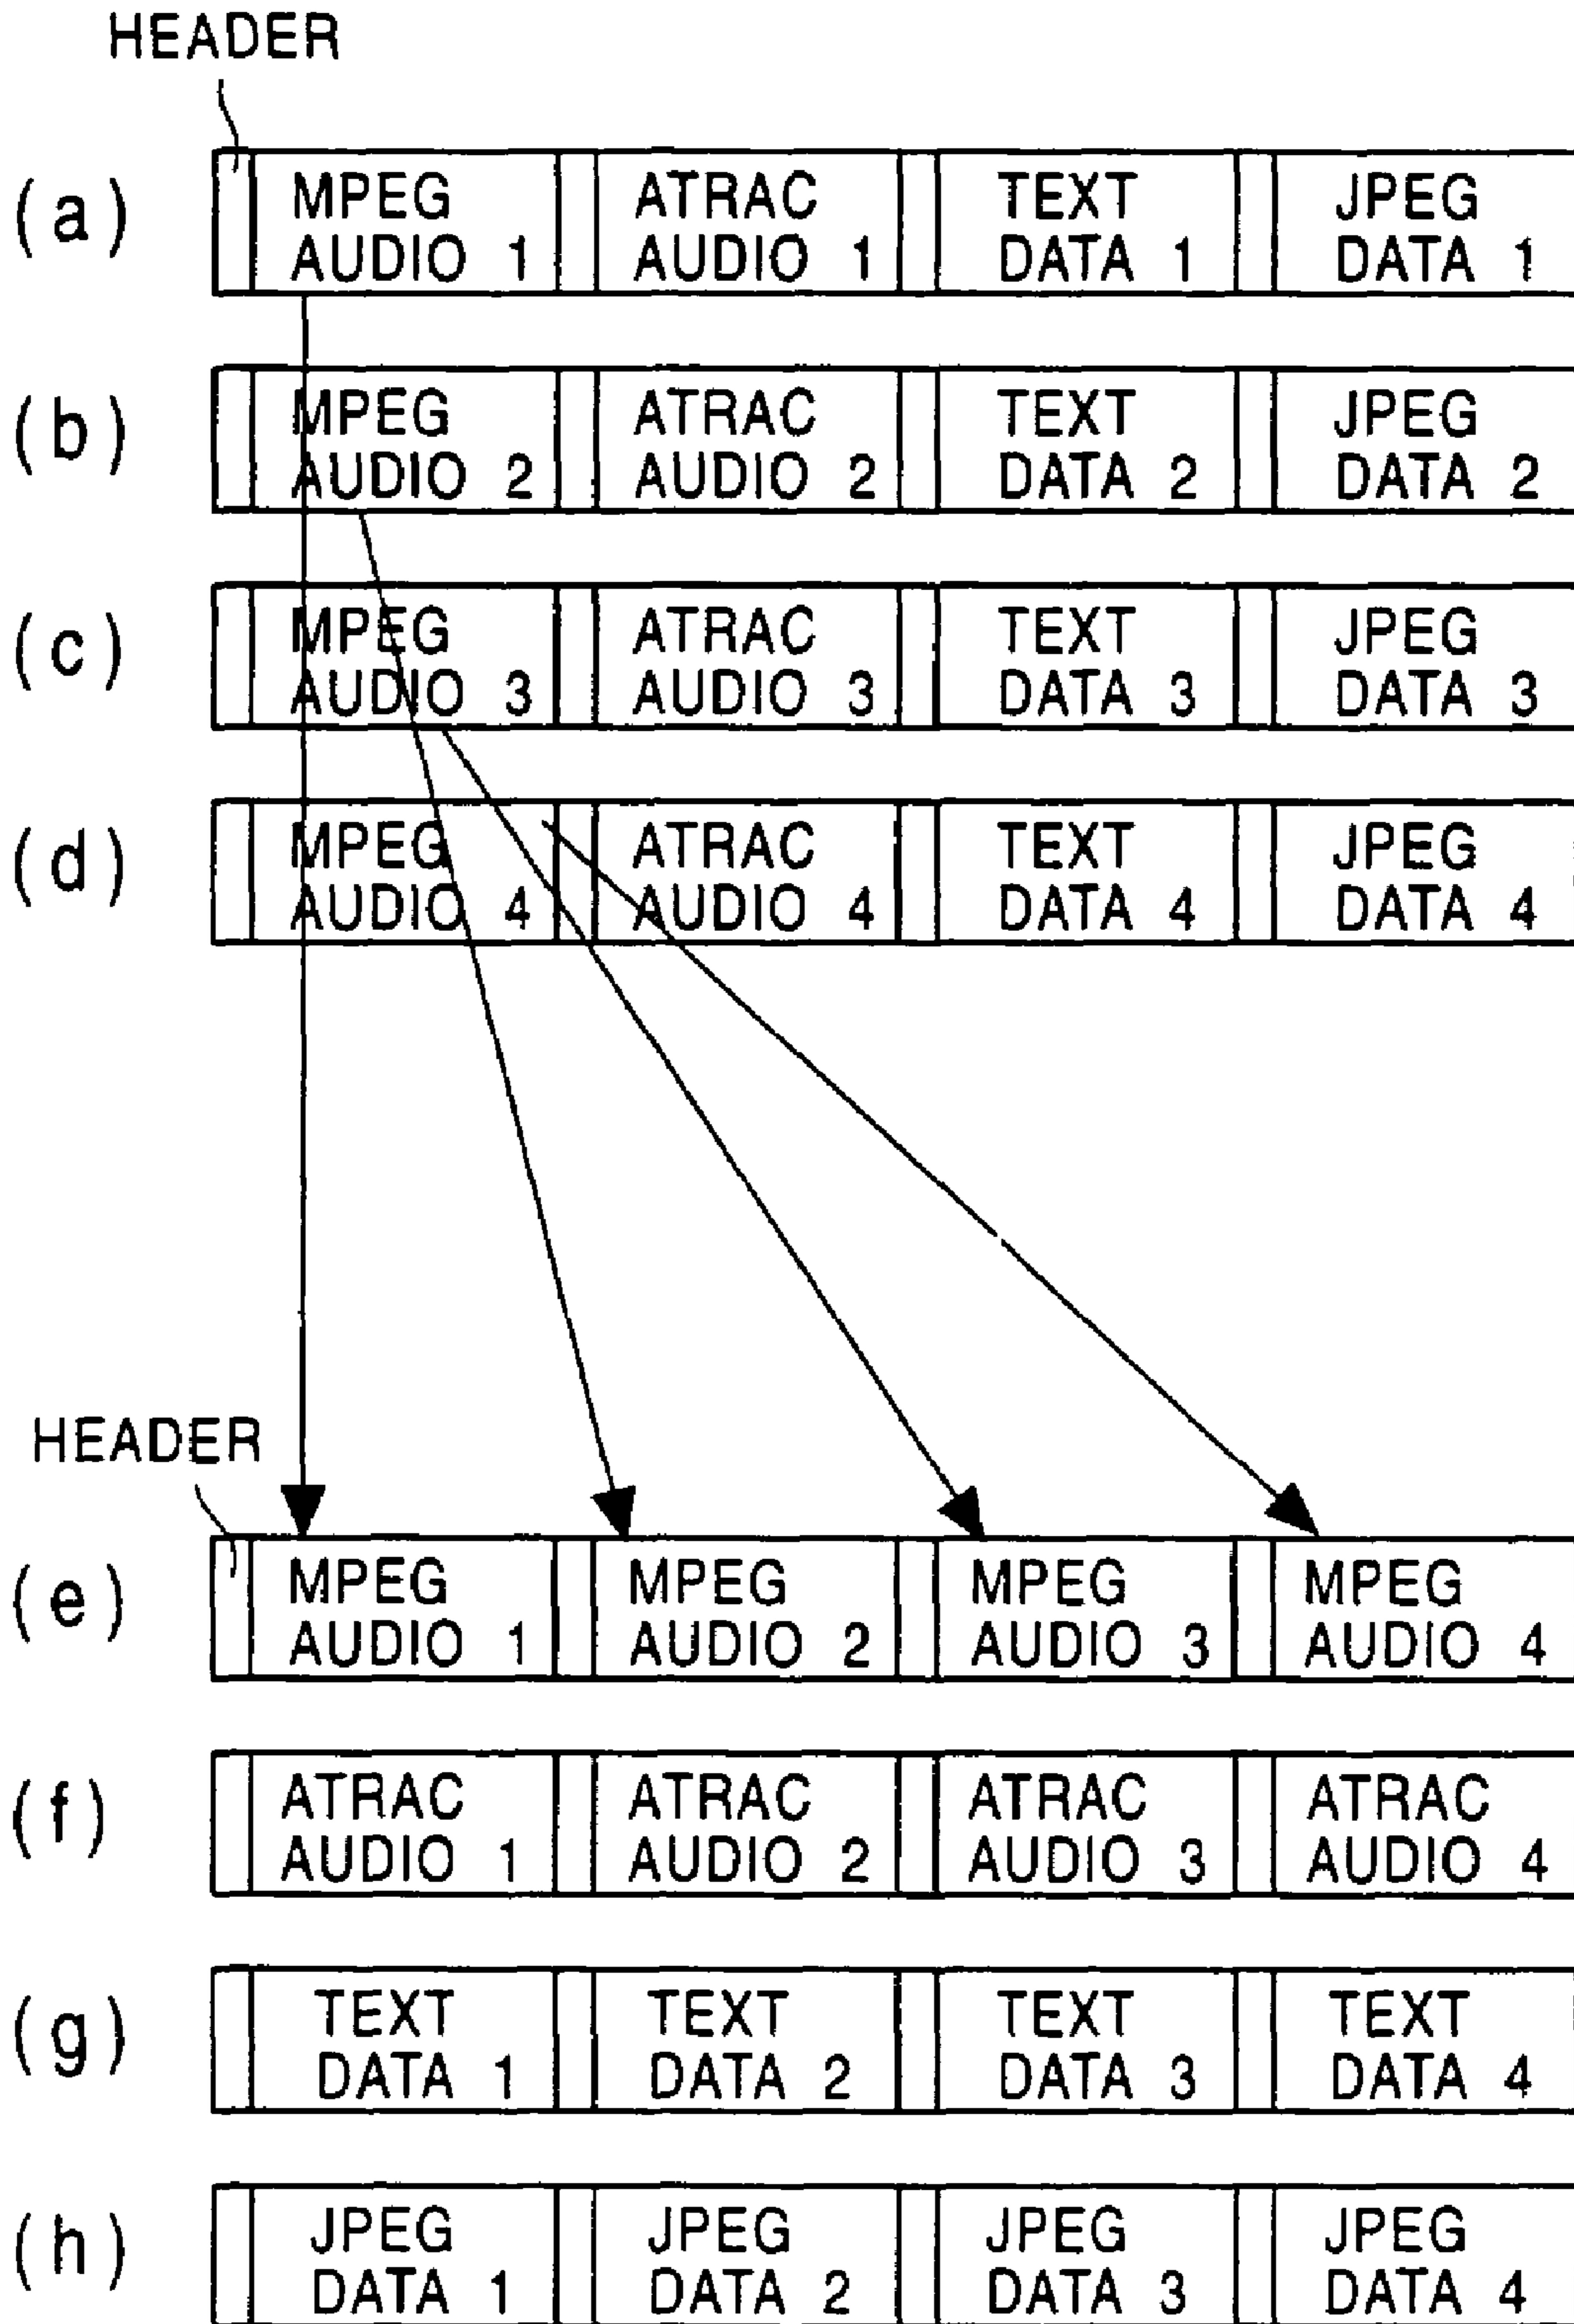 HEADER
(a) MPEG ATRAC TEXT JPEG
AUDIO 1 AUDIO 1 DATA 1 DATA 1
(b) MPEG ATRAC TEXT JPEG
AUDIO 2 AUDIO 2 DATA 2 DATA 2
(c) MPEG ATRAC TEXT JPEG
AUDIO 3 AUDIO 3 DATA 3 DATA 3
(d) MPEG ATRAC TEXT JPEG
AUDIO 4 AUDIO 4 DATA 4 DATA 4
HEADER
(e) MPEG MPEG MPEG MPEG
AUDIO 1 AUDIO 2 AUDIO 3 AUDIO 4
(f) ATRAC ATRAC ATRAC ATRAC
AUDIO 1 AUDIO 2 AUDIO 3 AUDIO 4
(g) TEXT TEXT TEXT TEXT
DATA 1 DATA 2 DATA 3 DATA 4
(h) JPEG JPEG JPEG JPEG
DATA 1 DATA 2 DATA 3 DATA 4